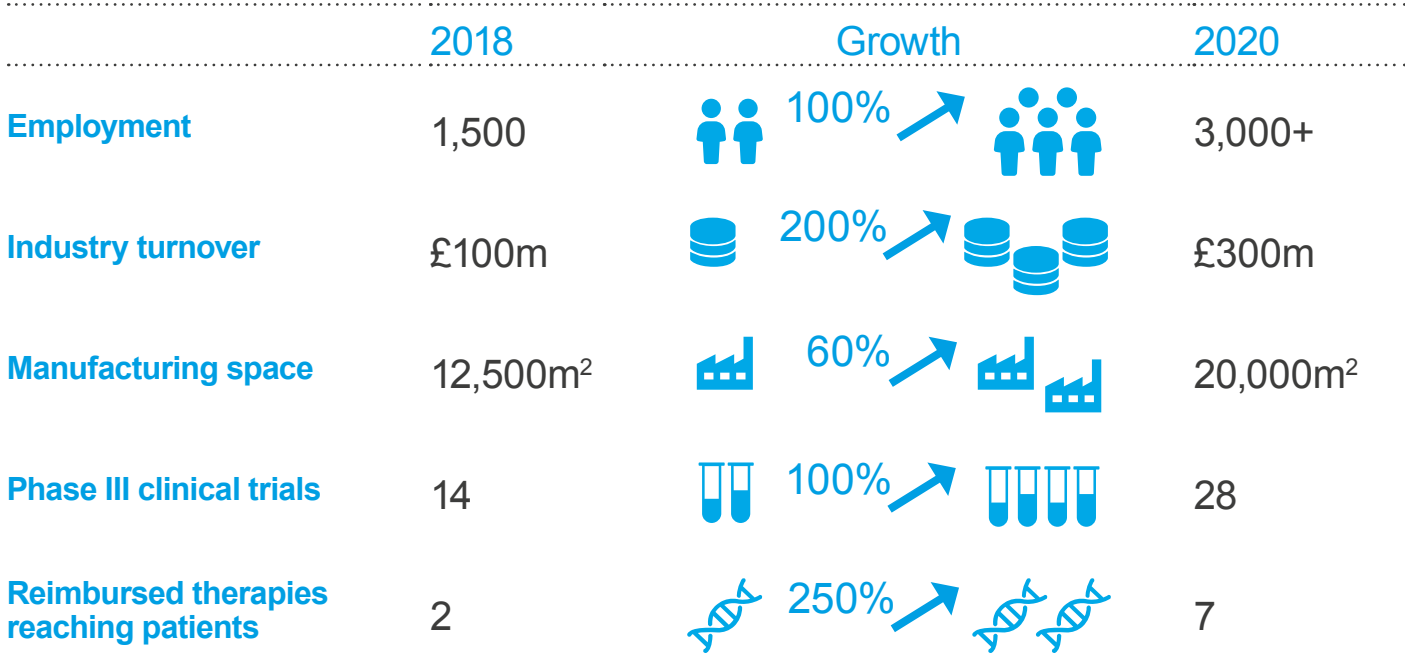 2018 Growth 2020
Employment 1,500 100% 3,000+
Industry turnover £100m 200% £300m
Manufacturing space 12,500m² 60% 20,000m²
Phase III clinical trials 14 100% 28
Reimbursed therapies
reaching patients 2 250% 7